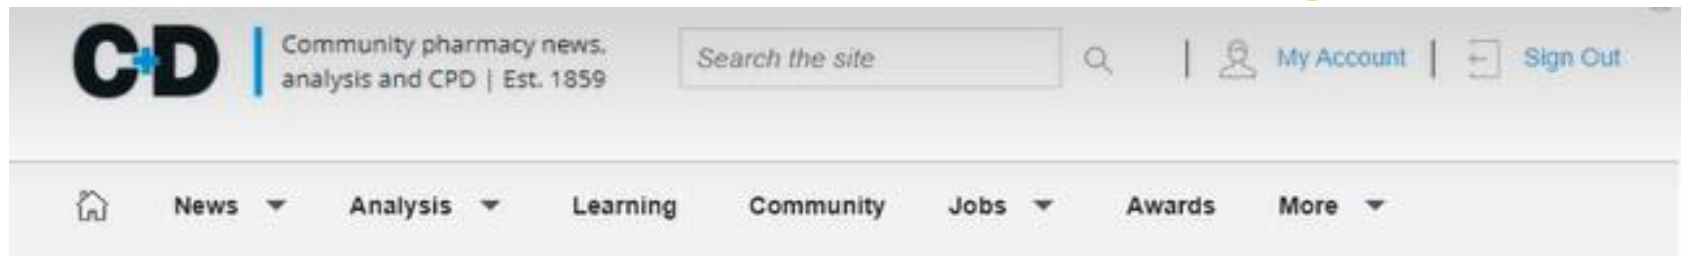 C+D
Community pharmacy news,
analysis and CPD | Est. 1859
Search the site
| My Account | Sign Out
News Analysis Learning Community Jobs Awards More